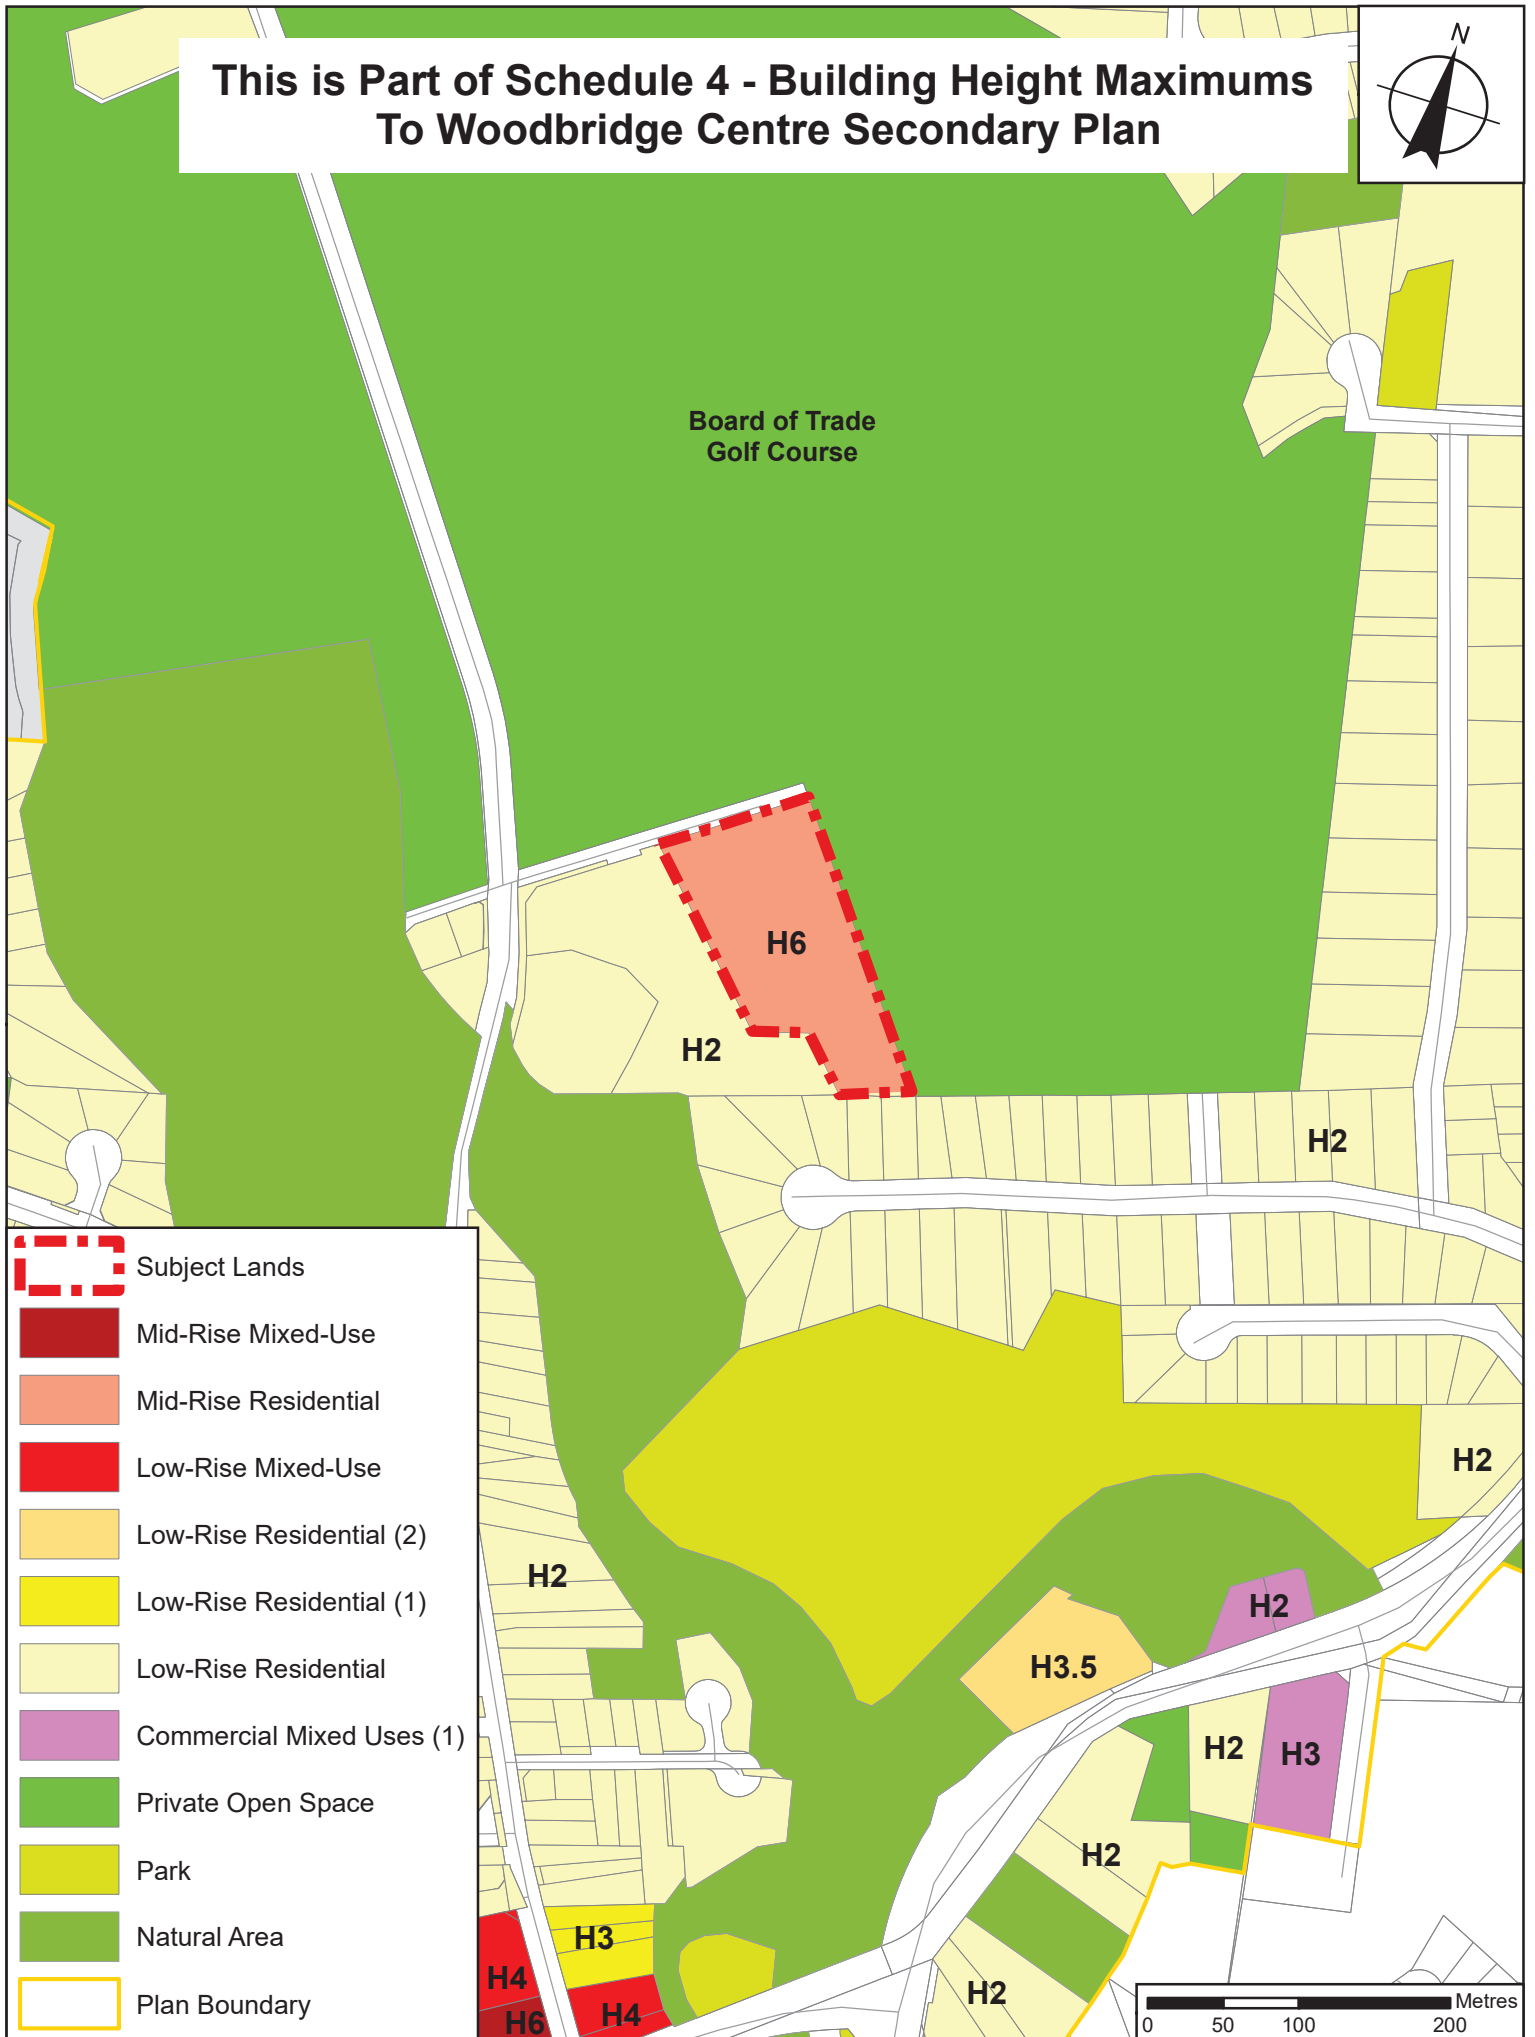 This is Part of Schedule 4 - Building Height Maximums
To Woodbridge Centre Secondary Plan
N
Board of Trade
Golf Course
H6
H2
H2
H2
H2
H2
H3.5
H2
H3
H2
H3
H4
H4
H6
H2
Subject Lands
Mid-Rise Mixed-Use
Mid-Rise Residential
Low-Rise Mixed-Use
Low-Rise Residential (2)
Low-Rise Residential (1)
Low-Rise Residential
Commercial Mixed Uses (1)
Private Open Space
Park
Natural Area
Plan Boundary
Metres
0 50 100 200